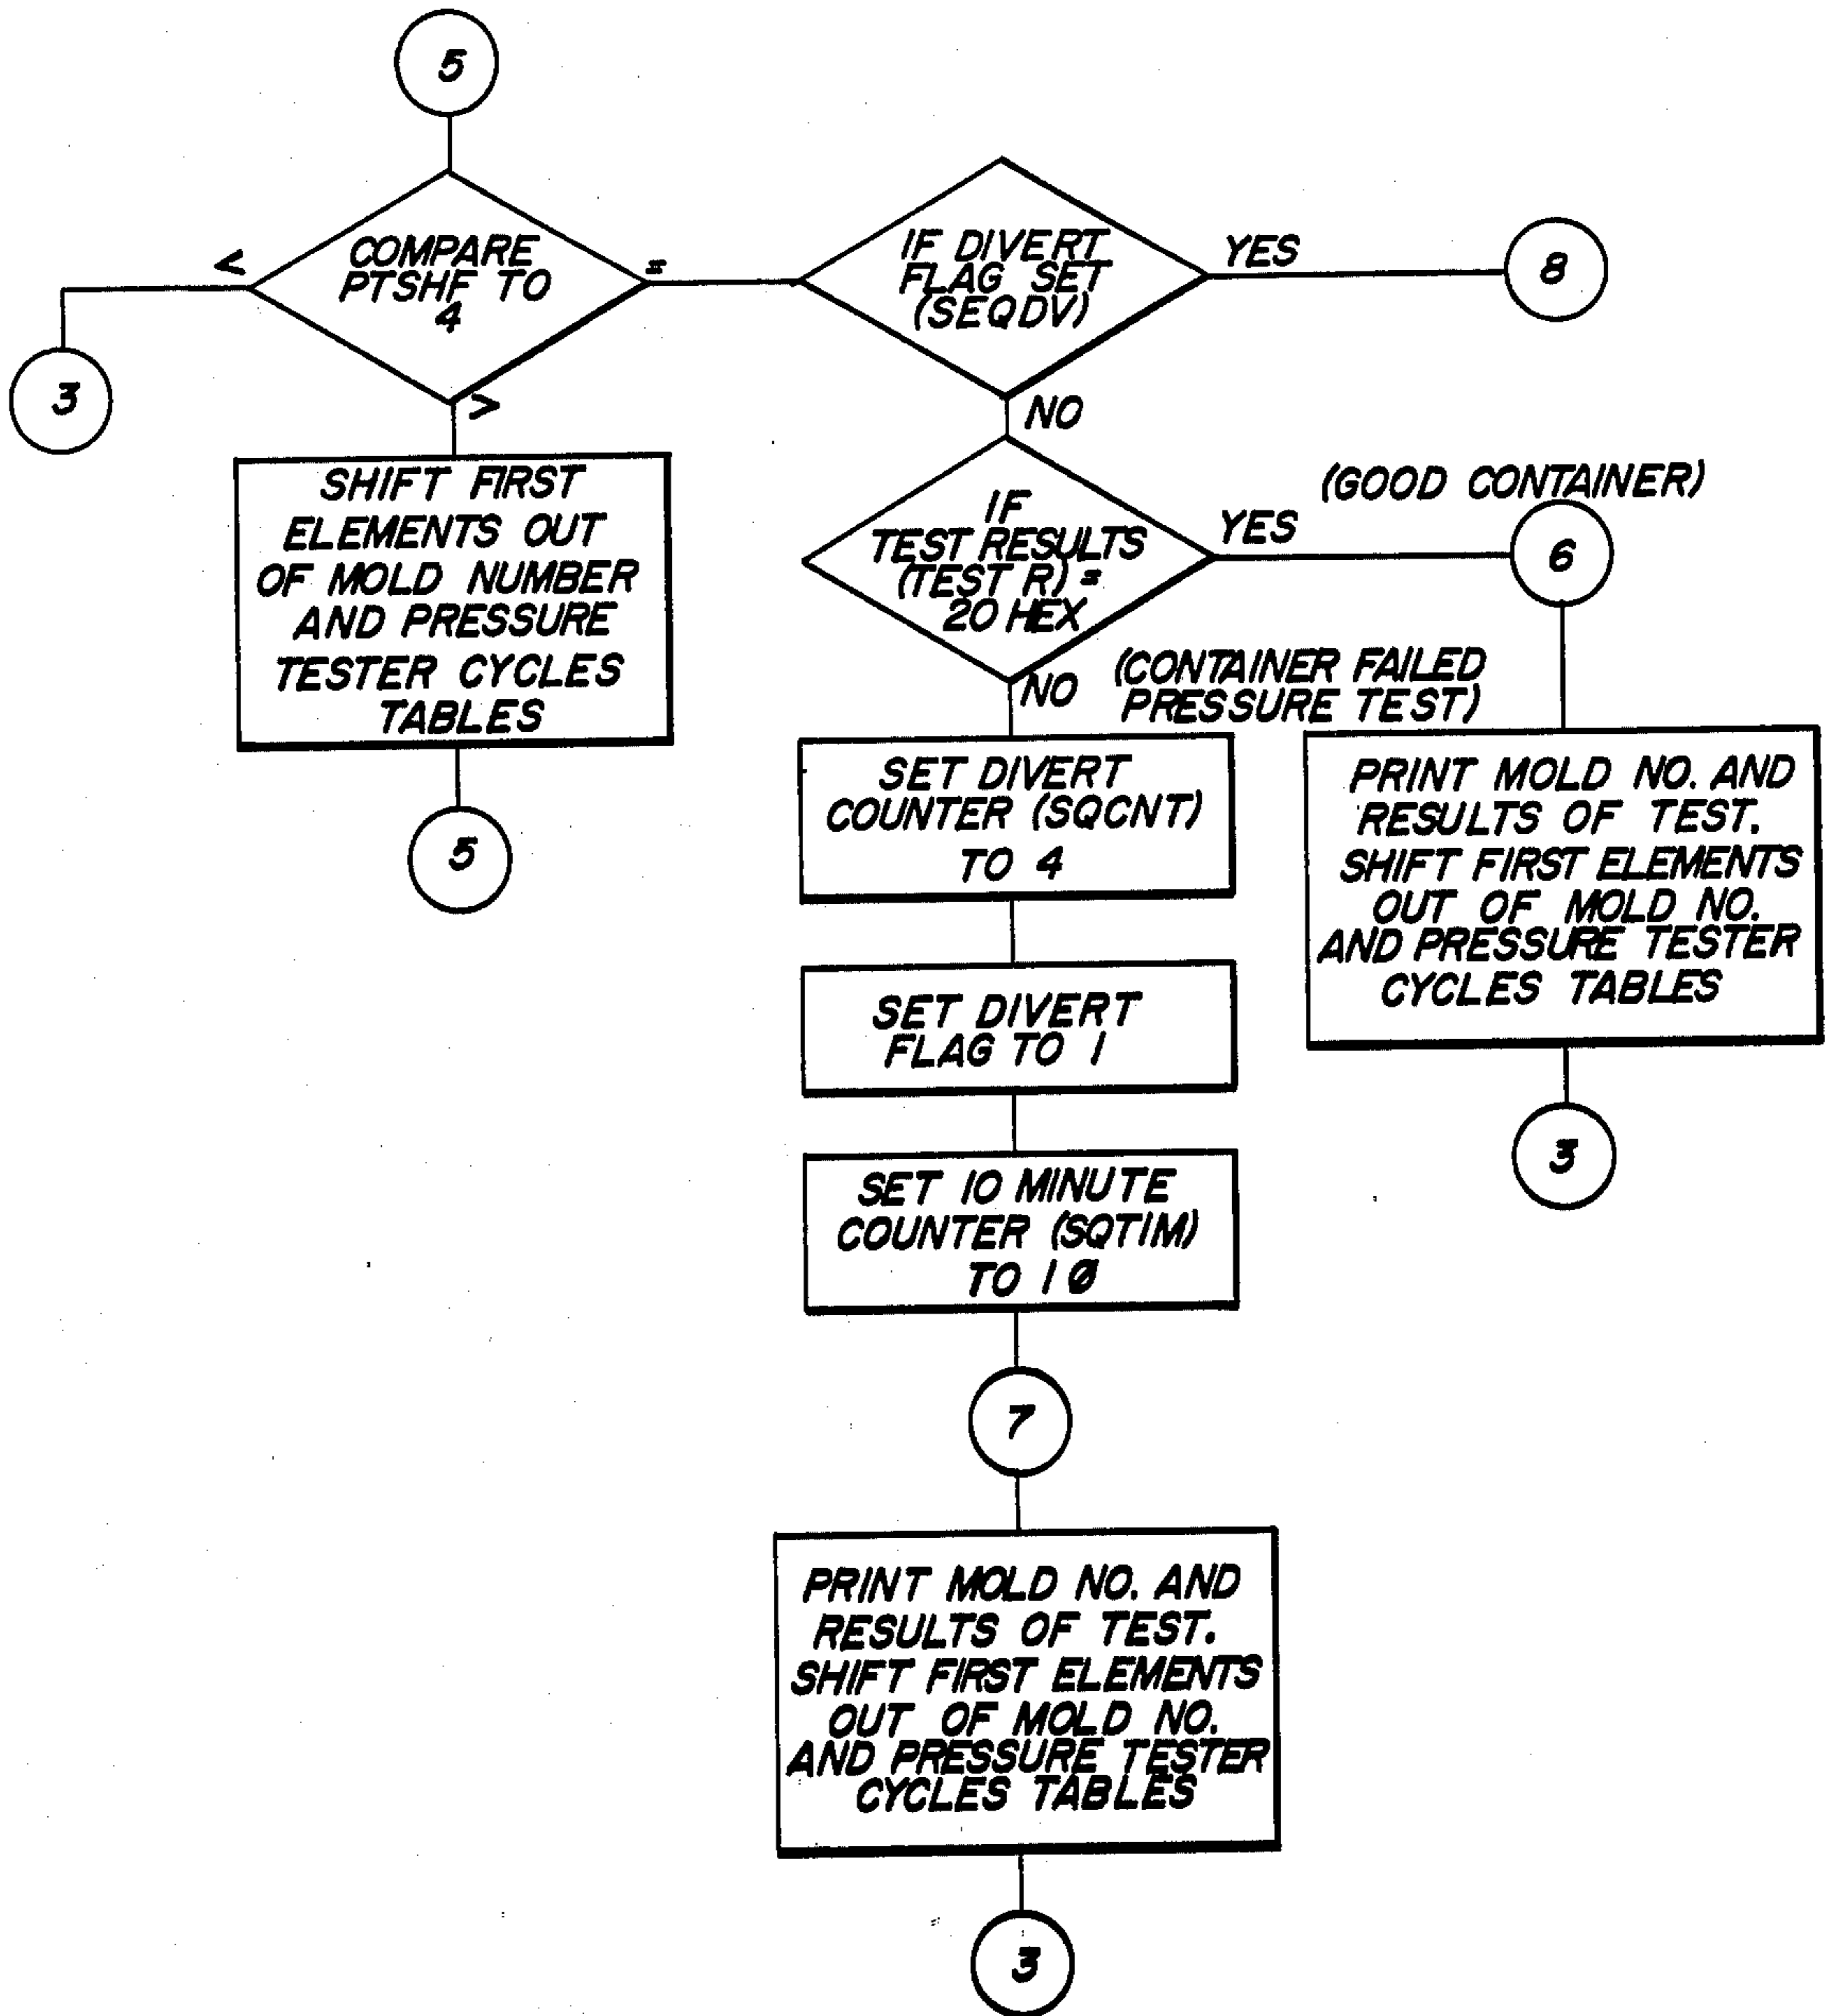 5
COMPARE
PTSHF TO
4
<
=
>
3
IF DIVERT
FLAG SET
(SEQDV)
YES
8
NO
SHIFT FIRST
ELEMENTS OUT
OF MOLD NUMBER
AND PRESSURE
TESTER CYCLES
TABLES
5
IF
TEST RESULTS
(TEST R) =
20 HEX
YES
(GOOD CONTAINER)
6
NO
(CONTAINER FAILED
PRESSURE TEST)
SET DIVERT
COUNTER (SQCNT)
TO 4
PRINT MOLD NO. AND
RESULTS OF TEST.
SHIFT FIRST ELEMENTS
OUT OF MOLD NO.
AND PRESSURE TESTER
CYCLES TABLES
3
SET DIVERT
FLAG TO 1
SET 10 MINUTE
COUNTER (SQTIM)
TO 1Ø
7
PRINT MOLD NO. AND
RESULTS OF TEST.
SHIFT FIRST ELEMENTS
OUT OF MOLD NO.
AND PRESSURE TESTER
CYCLES TABLES
3